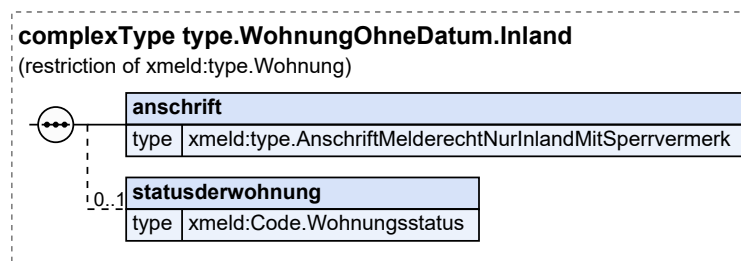 complexType type.WohnungOhneDatum.Inland
(restriction of xmeld:type.Wohnung)
anschrift
type xmeld:type.AnschriftMelderechtNurInlandMitSperrvermerk
0..1 statusderwohnung
type xmeld:Code.Wohnungsstatus